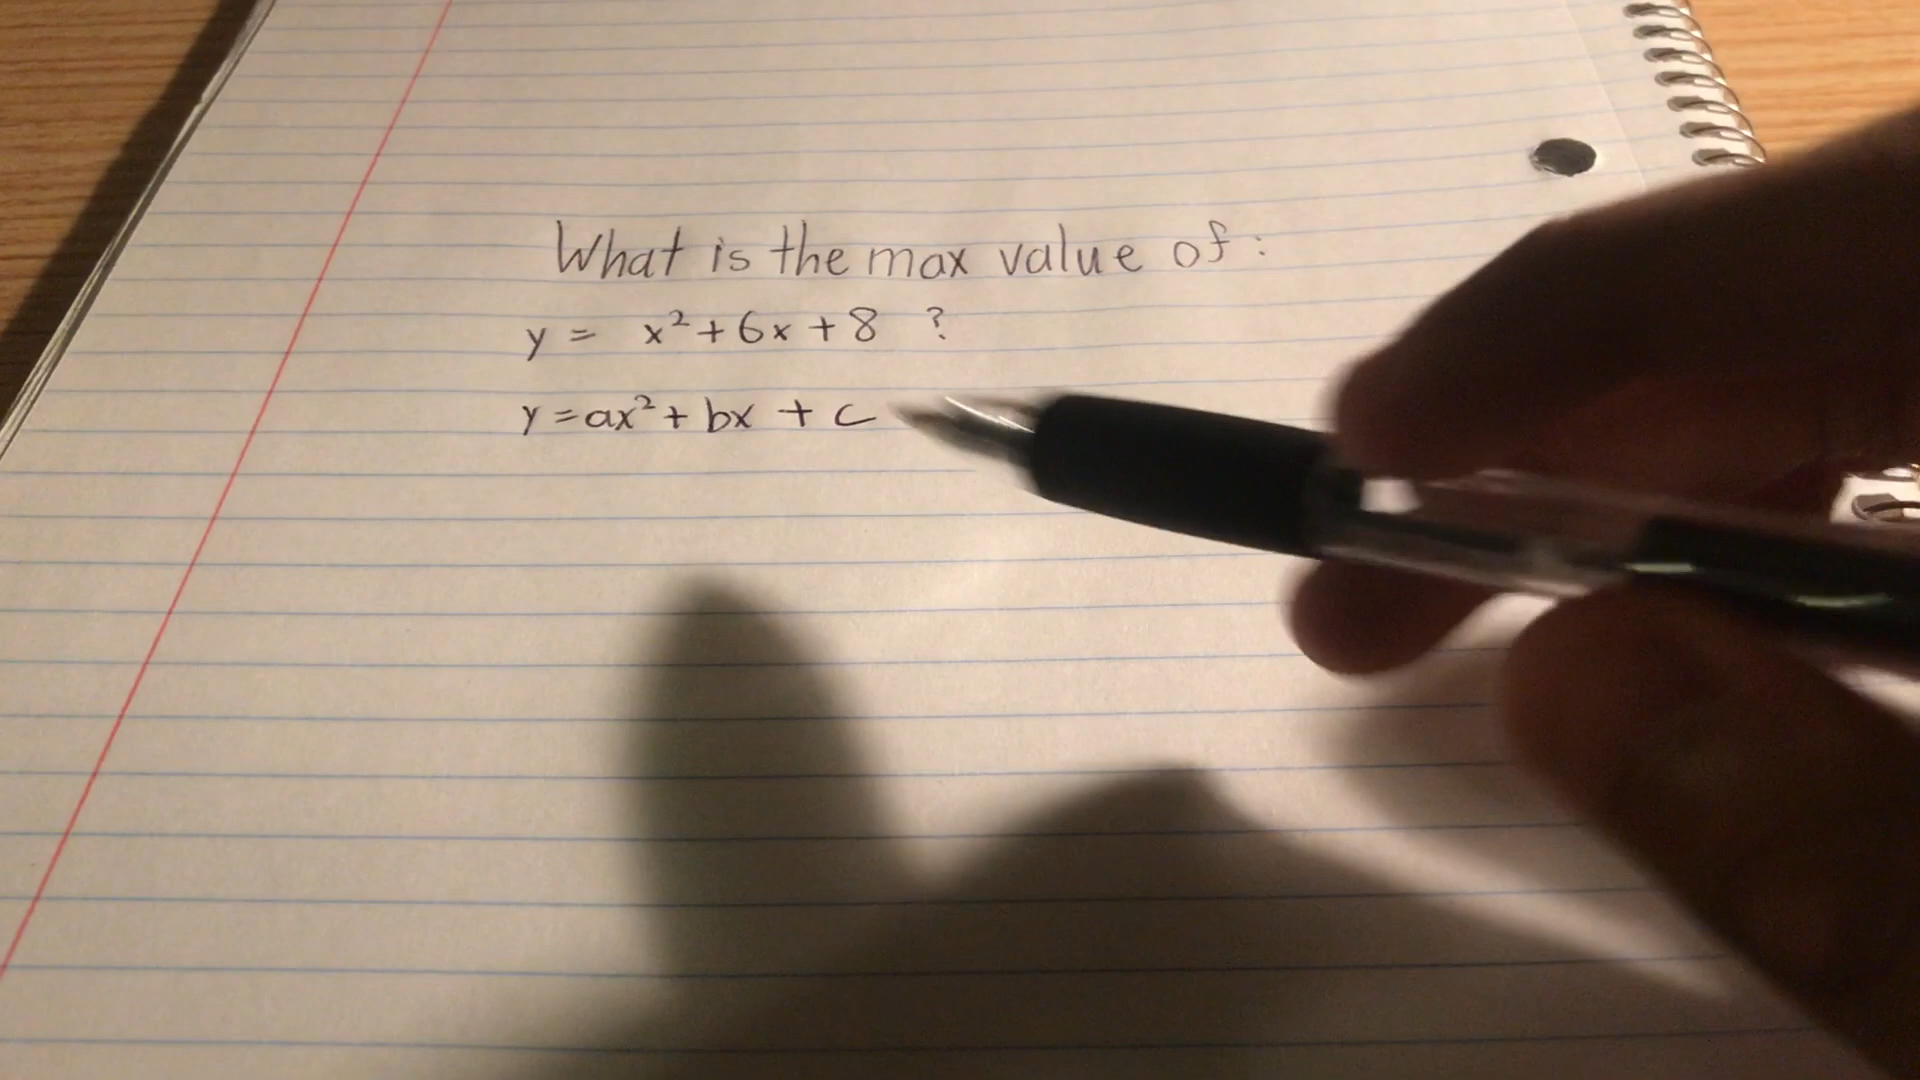 What is the max value of:
y = x²+6x+8 ?
y=ax²+bx+c